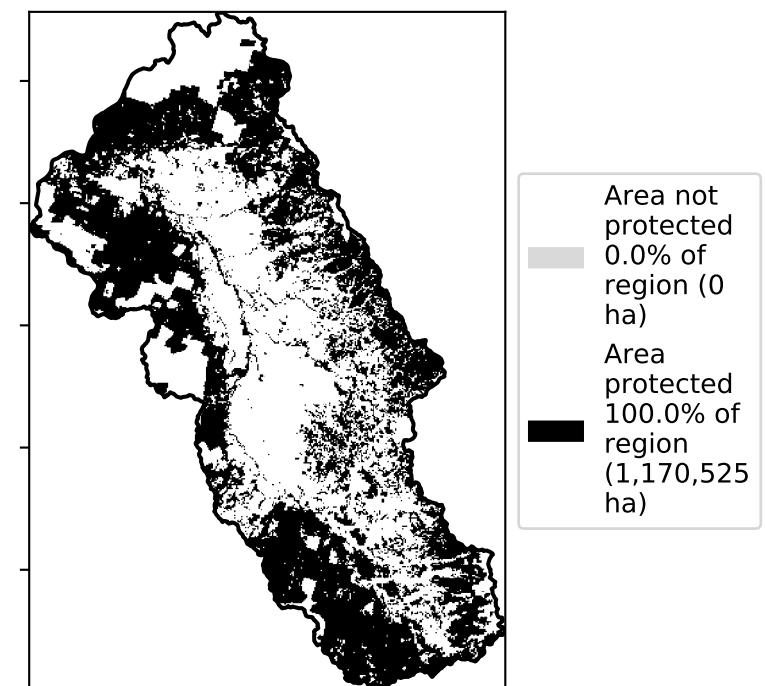 Area not
protected
0.0% of
region (0
ha)
Area
protected
100.0% of
region
(1,170,525
ha)